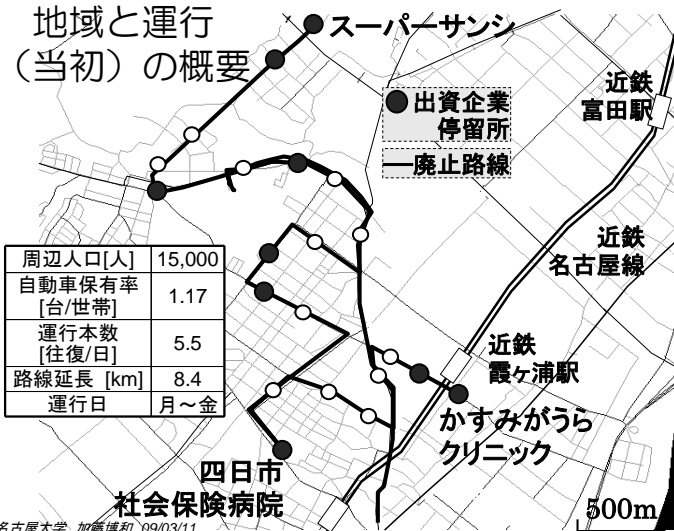 地域と運行
（当初）の概要
スーパーサンシ
出資企業
停留所
廃止路線
近鉄
富田駅
近鉄
名古屋線
周辺人口[人] 15,000
自動車保有率
[台/世帯] 1.17
運行本数
[往復/日] 5.5
路線延長 [km] 8.4
運行日 月～金
近鉄
霞ヶ浦駅
かすみがうら
クリニック
四日市
社会保険病院
500m
名古屋大学 加藤博和 09/03/11